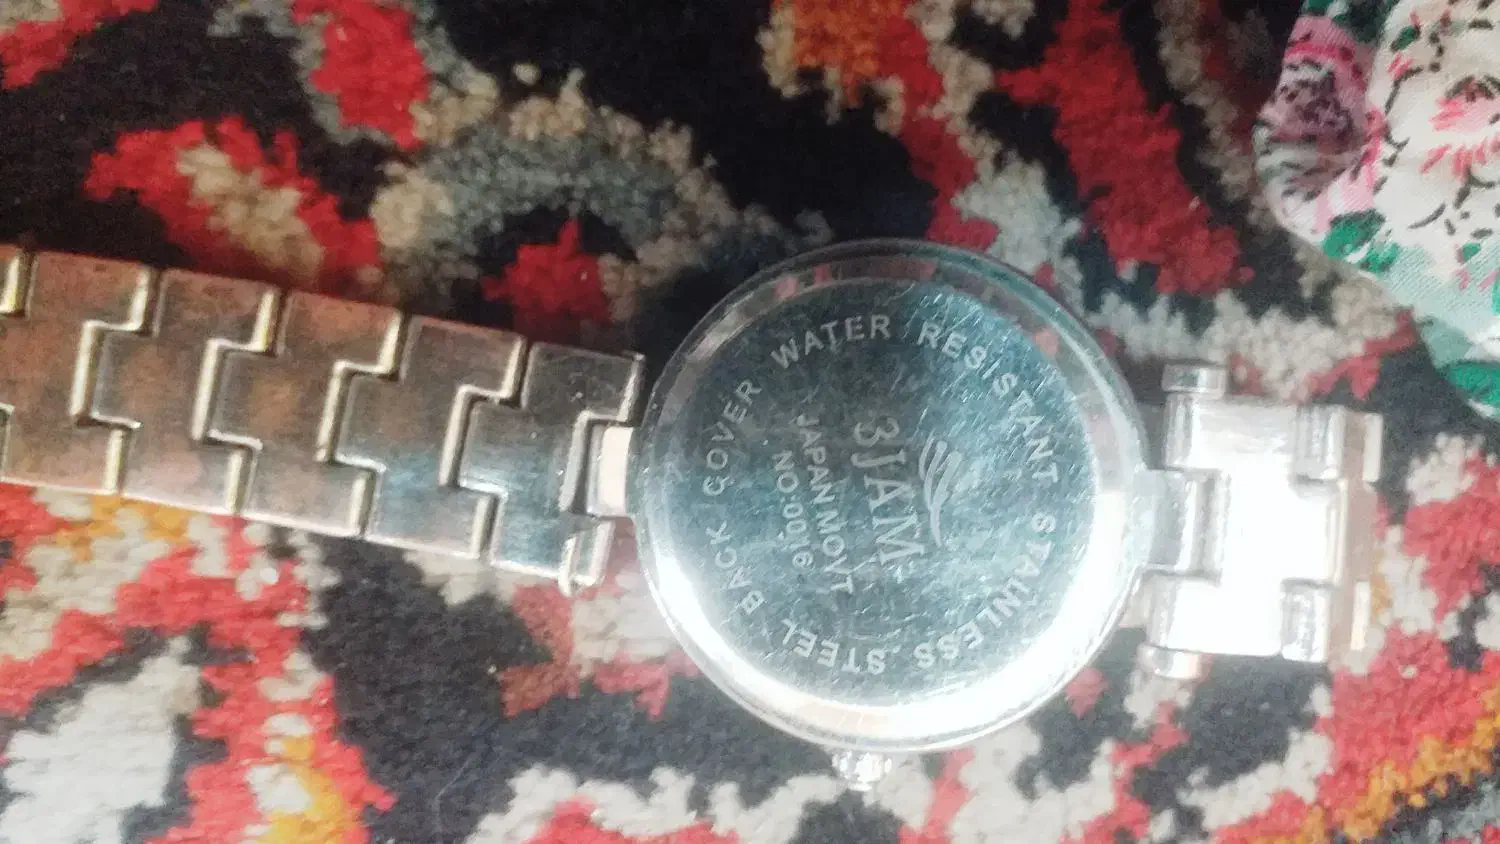 WATER RESISTANT STAINLESS STEEL BACK COVER
3JAM
JAPAN MOVT
NO:0016